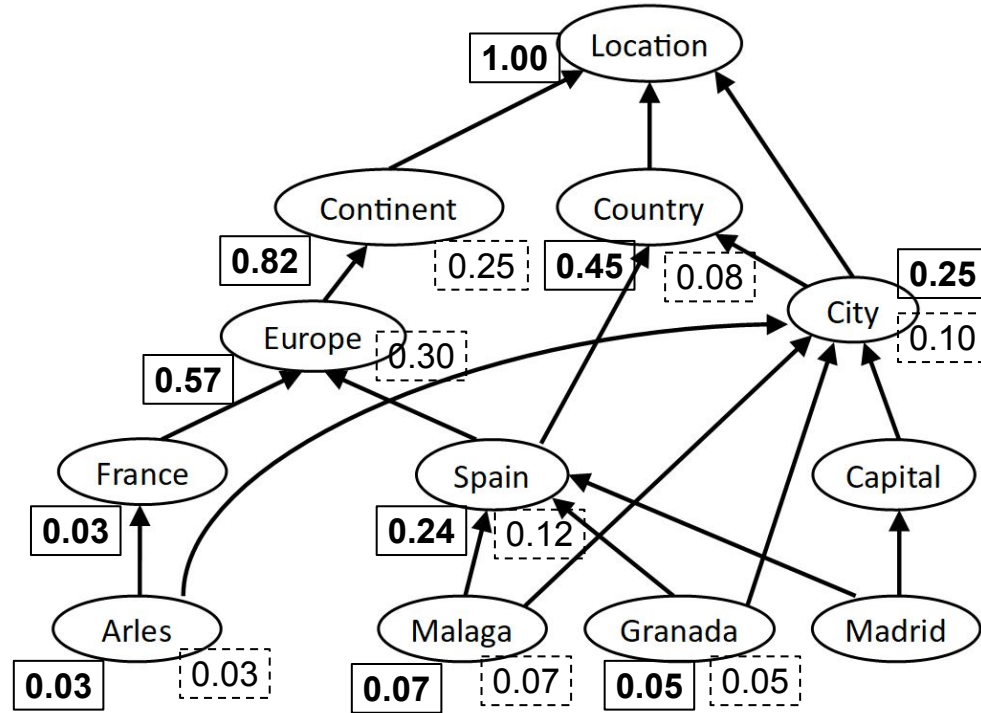 Location
1.00
Continent
Country
0.82
0.25
0.45
0.08
0.25
City
0.10
Europe
0.30
0.57
France
Spain
Capital
0.03
0.24
0.12
Arles
Malaga
Granada
Madrid
0.03
0.03
0.07
0.07
0.05
0.05